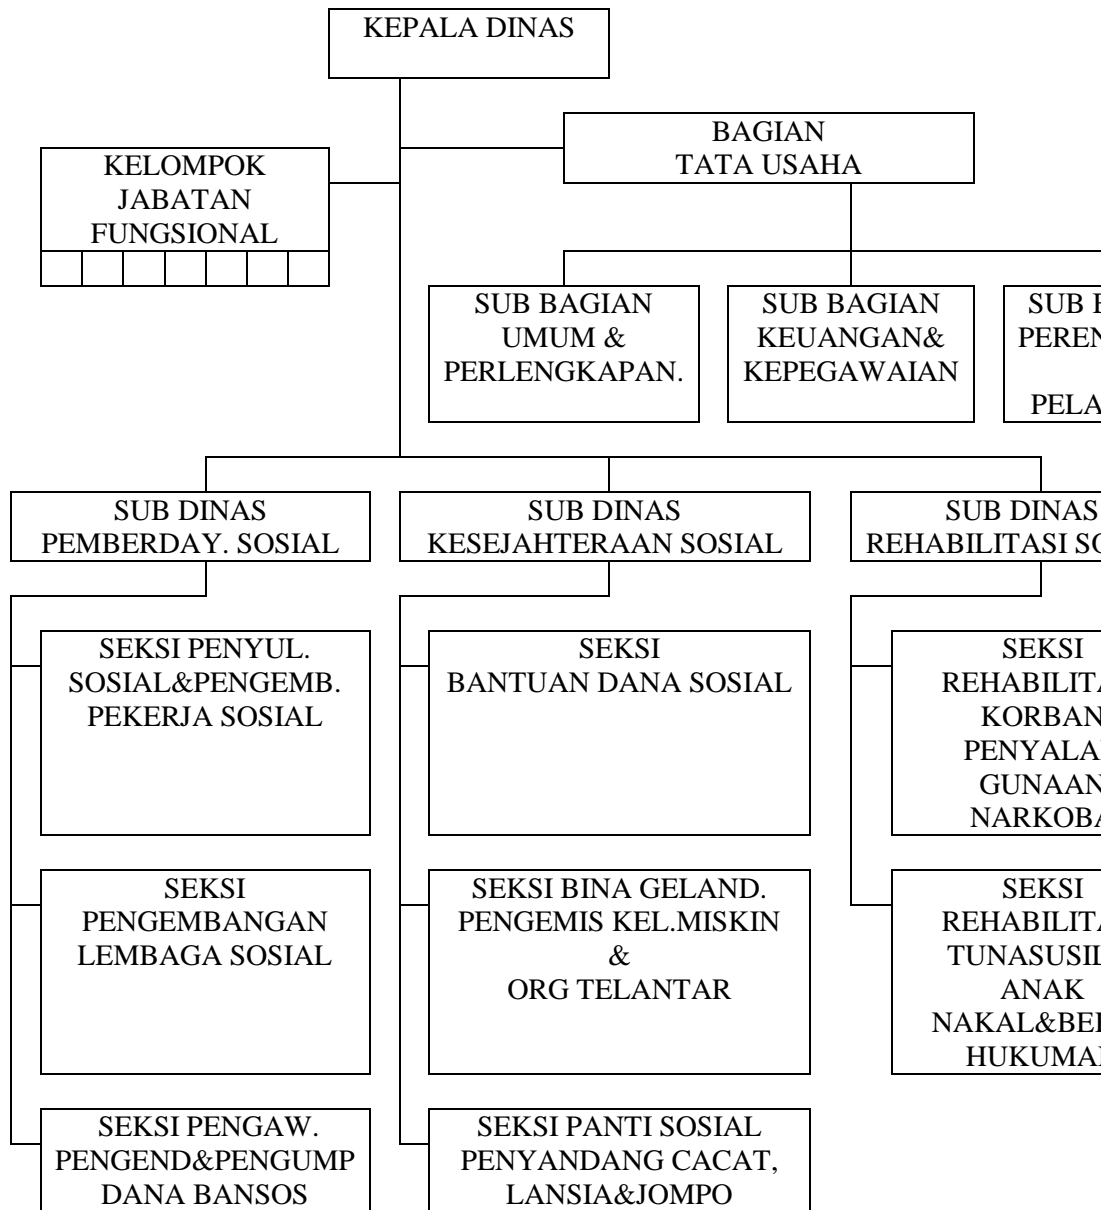 KEPALA DINAS
BAGIAN
TATA USAHA
KELOMPOK
JABATAN
FUNGSIONAL
SUB BAGIAN
UMUM &
PERLENGKAPAN.
SUB BAGIAN
KEUANGAN&
KEPEGAWAIAN
SUB
SUB DINAS
PEMBERDAY. SOSIAL
SUB DINAS
KESEJAHTERAAN SOSIAL
SUB DINAS
REHABILITASI
SEKSI PENYUL.
SOSIAL&PENGEMB.
PEKERJA SOSIAL
SEKSI
BANTUAN DANA SOSIAL
SEKSI
KORBAN
SEKSI
PENGEMBANGAN
LEMBAGA SOSIAL
SEKSI BINA GELAND.
PENGEMIS KEL.MISKIN
&
ORG TELANTAR
SEKSI
ANAK
SEKSI PENGAW.
PENGEND&PENGUMP
DANA BANSOS
SEKSI PANTI SOSIAL
PENYANDANG CACAT,
LANSIA&JOMPO